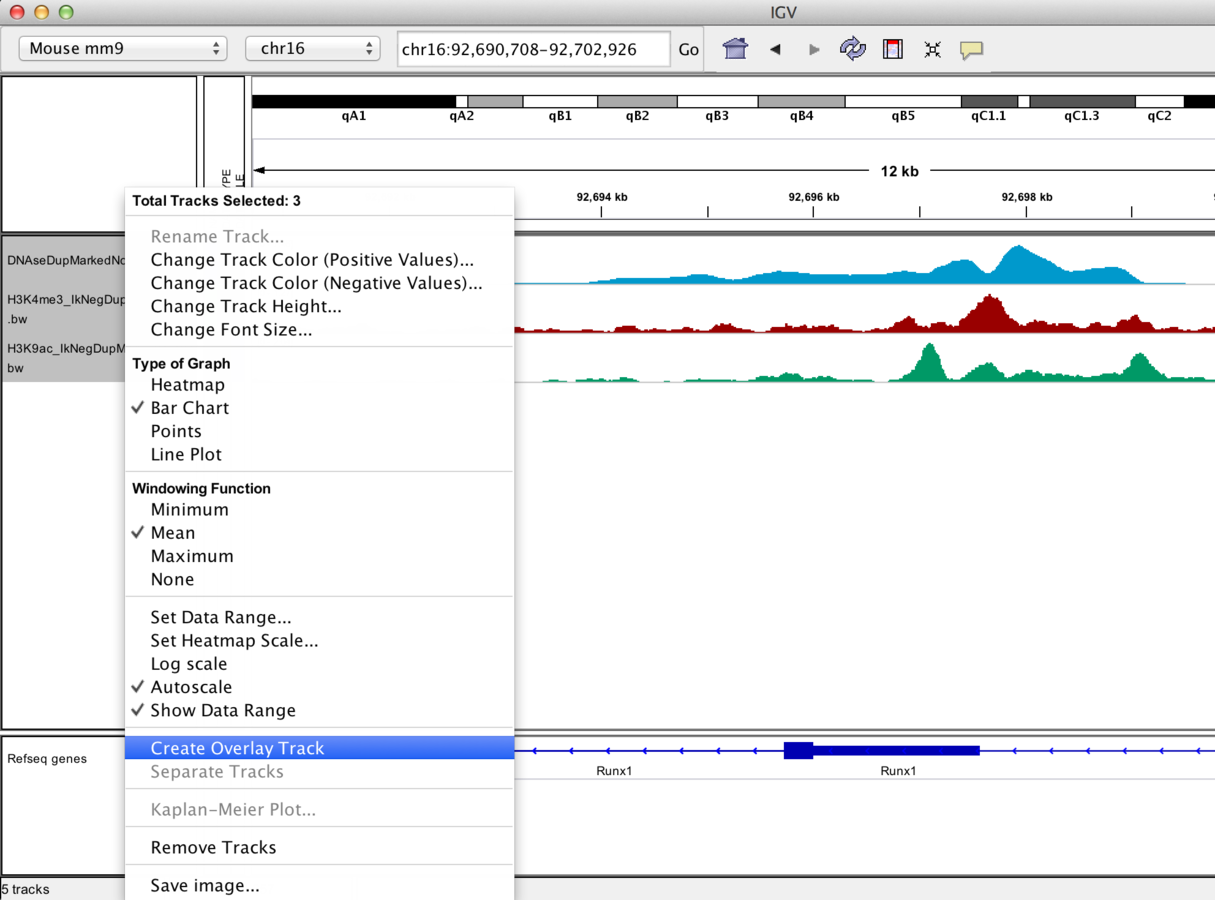 IGV
Mouse mm9
chr16
chr16:92,690,708-92,702,926
Go
qA1
qA2
qB1
qB2
qB3
qB4
qB5
qC1.1
qC1.3
qC2
12 kb
92,694 kb
92,696 kb
92,698 kb
DNAseDupMarkedNo
H3K4me3_IkNegDup
.bw
H3K9ac_IkNegDupM
bw
Total Tracks Selected: 3
Rename Track...
Change Track Color (Positive Values)...
Change Track Color (Negative Values)...
Change Track Height...
Change Font Size...
Type of Graph
Heatmap
Bar Chart
Points
Line Plot
Windowing Function
Minimum
Mean
Maximum
None
Set Data Range...
Set Heatmap Scale...
Log scale
Autoscale
Show Data Range
Create Overlay Track
Separate Tracks
Kaplan-Meier Plot...
Remove Tracks
Save image...
Refseq genes
Runx1
Runx1
5 tracks